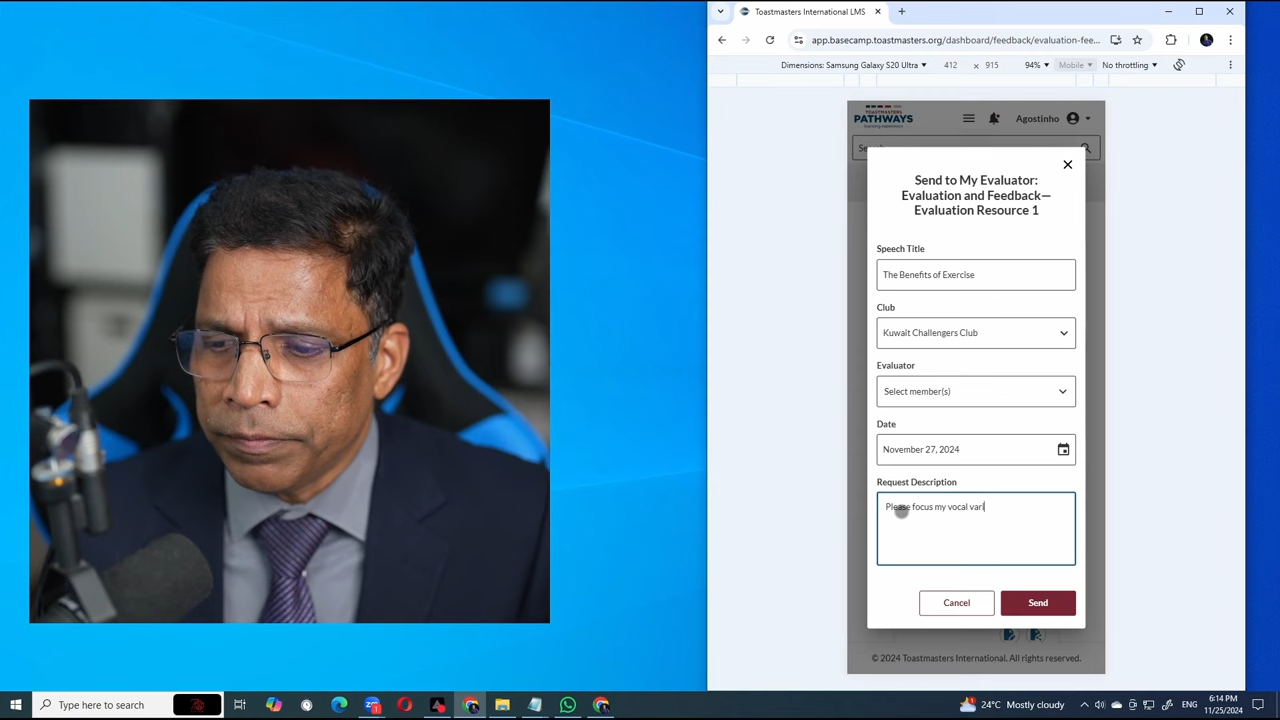 Toastmasters International LMS
app.basecamp.toastmasters.org/dashboard/feedback/evaluation-fee...
Dimensions: Samsung Galaxy S20 Ultra 412 × 915 94% Mobile No throttling
TOASTMASTERS
PATHWAYS
learning experience
Agostinho
Send to My Evaluator:
Evaluation and Feedback—
Evaluation Resource 1
Speech Title
The Benefits of Exercise
Club
Kuwait Challengers Club
Evaluator
Select member(s)
Date
November 27, 2024
Request Description
Please focus my vocal vari
Cancel
Send
© 2024 Toastmasters International. All rights reserved.
Type here to search
24°C Mostly cloudy
ENG
6:14 PM
11/25/2024